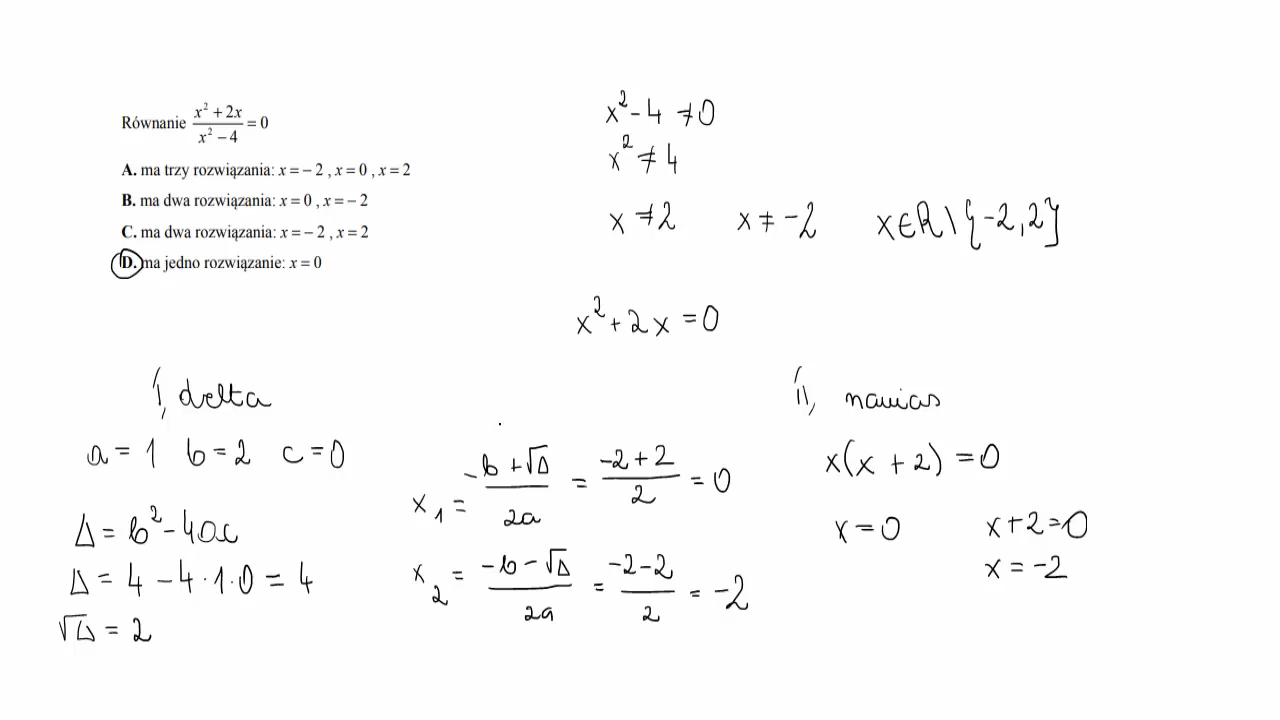 Równanie (x² + 2x)/(x² − 4) = 0
A. ma trzy rozwiązania: x = − 2 , x = 0 , x = 2
B. ma dwa rozwiązania: x = 0 , x = − 2
C. ma dwa rozwiązania: x = − 2 , x = 2
D. ma jedno rozwiązanie: x = 0
x² - 4 ≠ 0
x² ≠ 4
x ≠ 2 x ≠ -2 x ∈ R \ {-2, 2}
x² + 2x = 0
I, delta
a = 1 b = 2 c = 0
Δ = b² - 4ac
Δ = 4 - 4·1·0 = 4
√Δ = 2
x₁ = (-b + √Δ)/2a = (-2 + 2)/2 = 0
x₂ = (-b - √Δ)/2a = (-2 - 2)/2 = -2
II, nawias
x(x + 2) = 0
x = 0 x + 2 = 0
x = -2